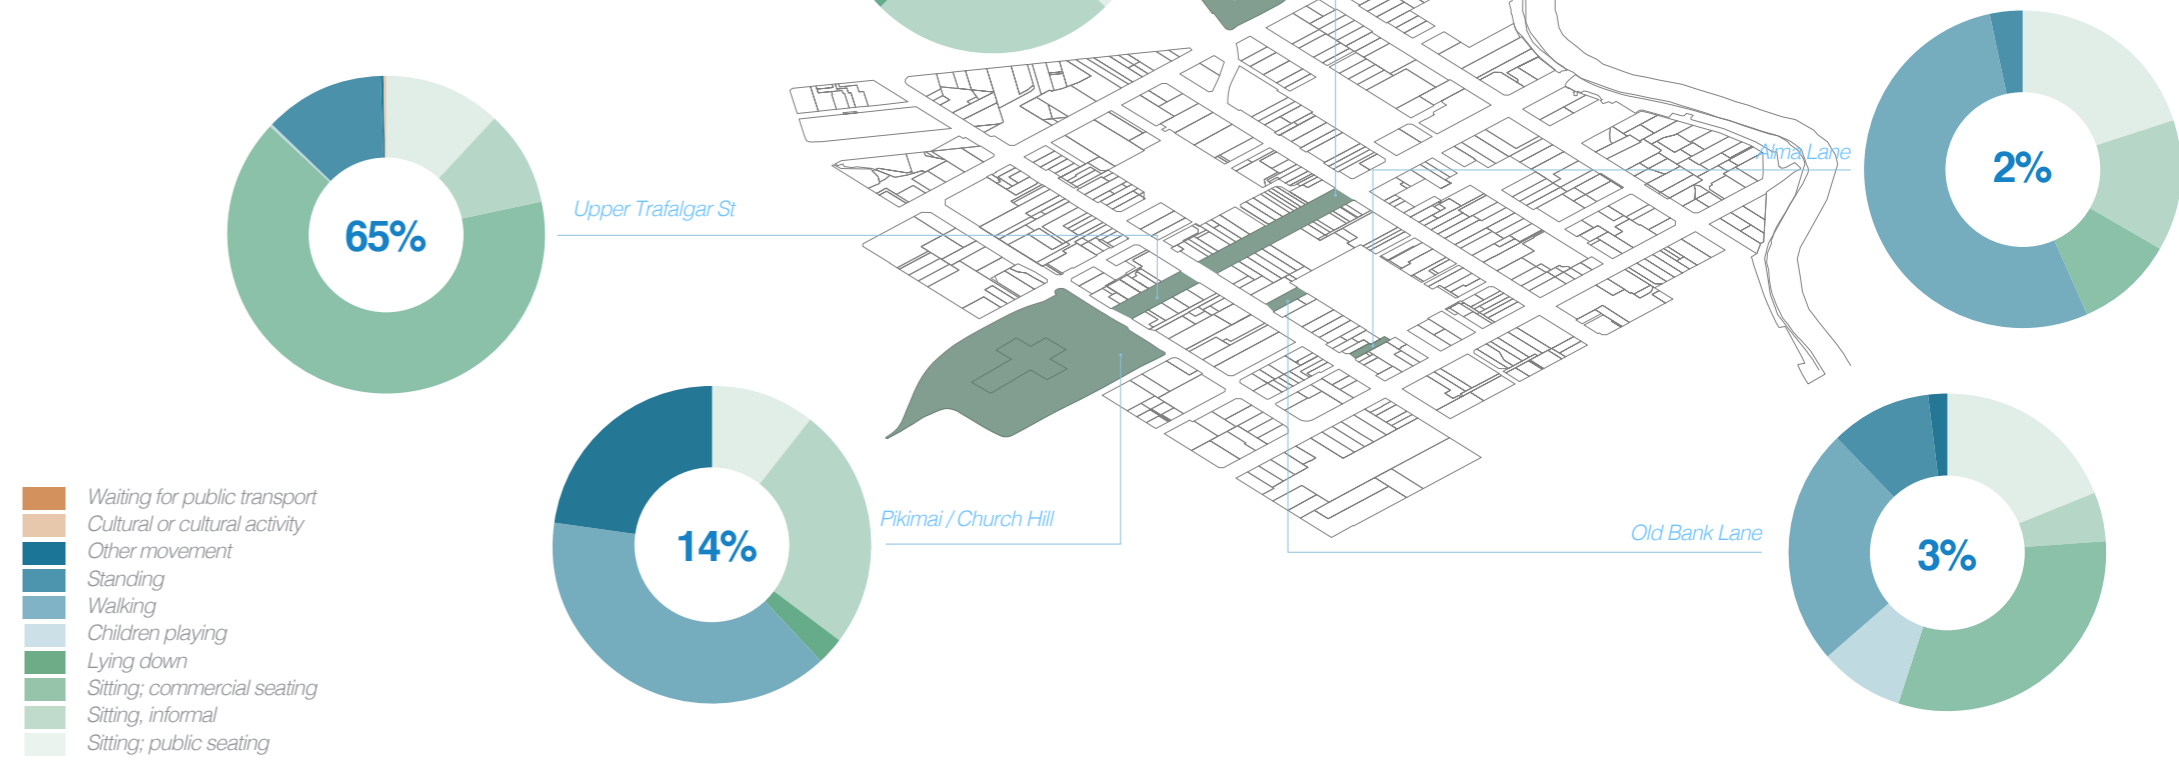 Alma Lane
2%
Upper Trafalgar St
65%
Pikimai / Church Hill
14%
Old Bank Lane
3%
Waiting for public transport
Cultural or cultural activity
Other movement
Standing
Walking
Children playing
Lying down
Sitting; commercial seating
Sitting, informal
Sitting; public seating